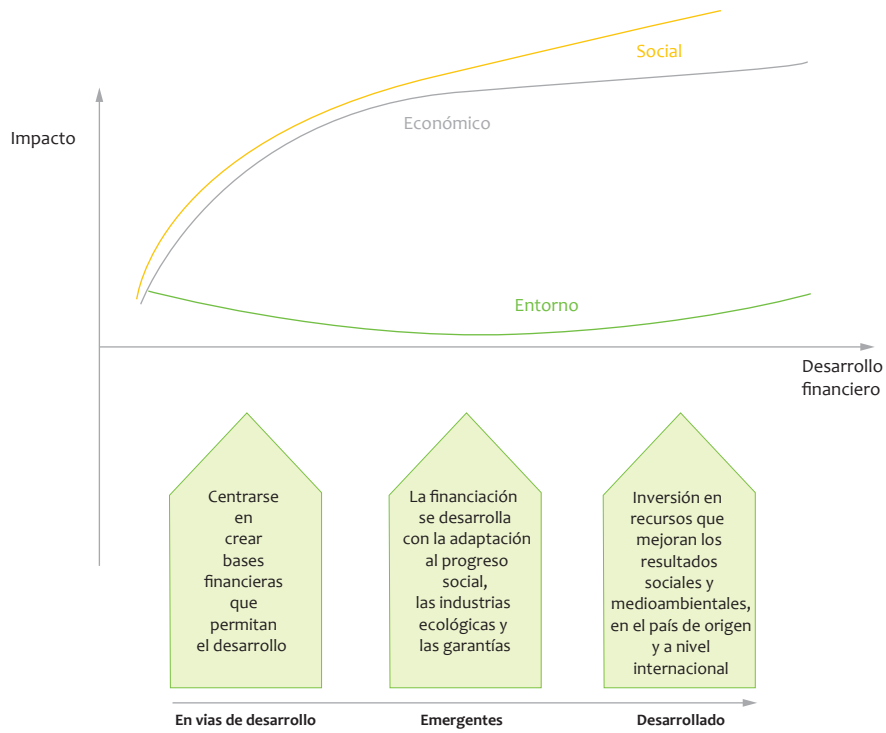 Social
Económico
Impacto
Entorno
Desarrollo
financiero
Centrarse
en
crear
bases
financieras
que
permitan
el desarrollo
La financiación
se desarrolla
con la adaptación
al progreso
social,
las industrias
ecológicas y
las garantías
Inversión en
recursos que
mejoran los
resultados
sociales y
medioambientales,
en el país de origen
y a nivel
internacional
En vias de desarrollo
Emergentes
Desarrollado